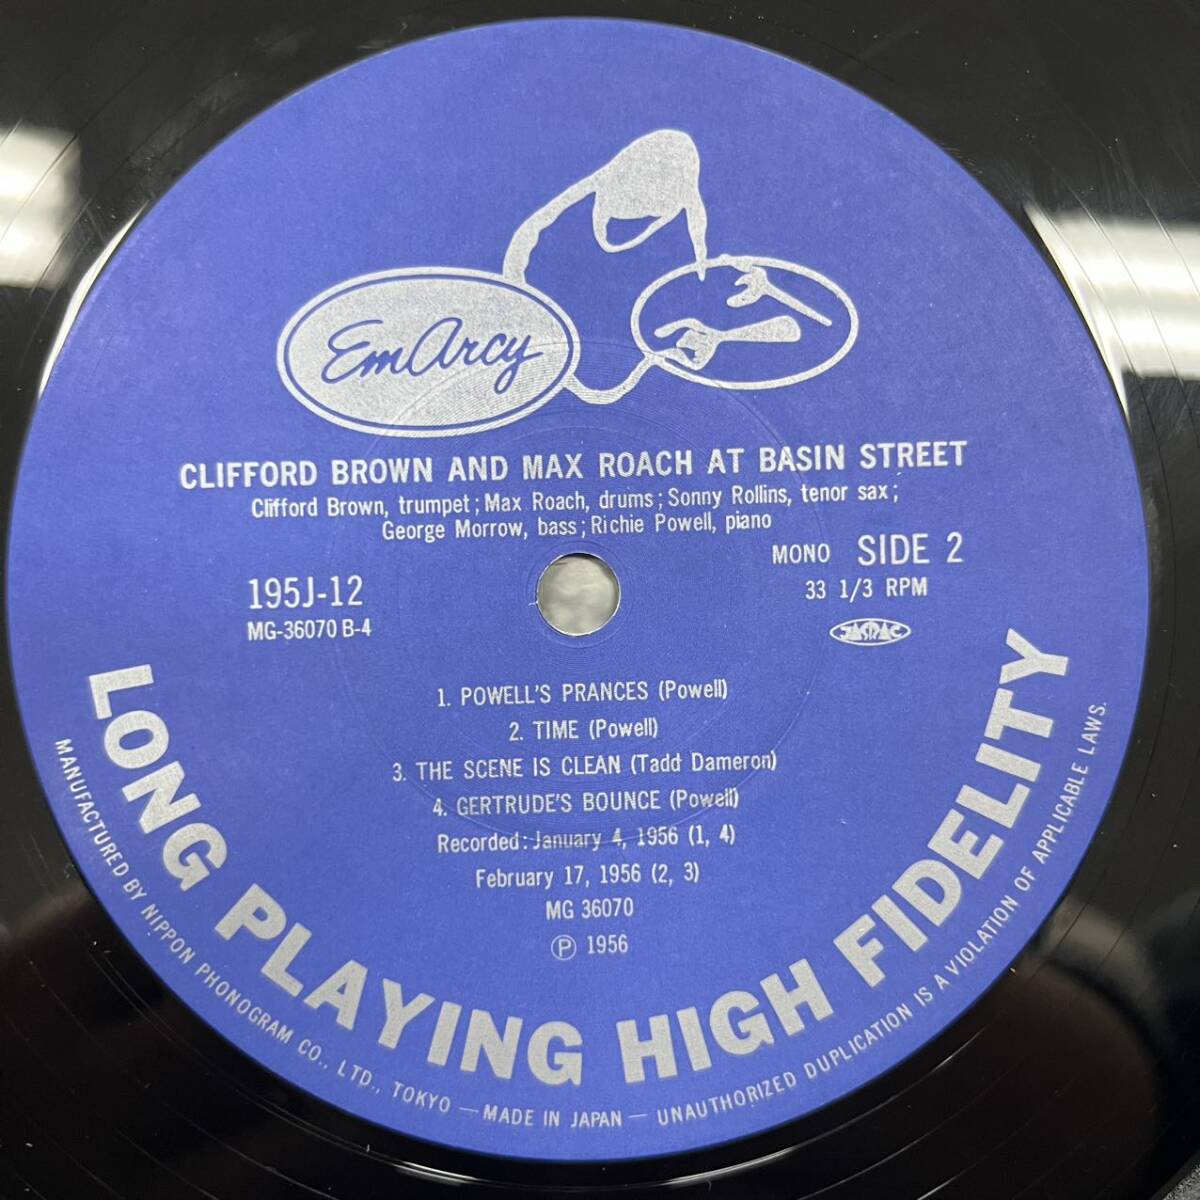 EmArcy
CLIFFORD BROWN AND MAX ROACH AT BASIN STREET
Clifford Brown, trumpet; Max Roach, drums; Sonny Rollins, tenor sax;
George Morrow, bass; Richie Powell, piano
MONO SIDE 2
195J-12
33 1/3 RPM
MG-36070 B-4
JASRAC
1. POWELL'S PRANCES (Powell)
2. TIME (Powell)
3. THE SCENE IS CLEAN (Tadd Dameron)
4. GERTRUDE'S BOUNCE (Powell)
Recorded: January 4, 1956 (1, 4)
February 17, 1956 (2, 3)
MG 36070
Ⓟ 1956
LONG PLAYING HIGH FIDELITY
MANUFACTURED BY NIPPON PHONOGRAM CO., LTD., TOKYO — MADE IN JAPAN — UNAUTHORIZED DUPLICATION IS A VIOLATION OF APPLICABLE LAWS.